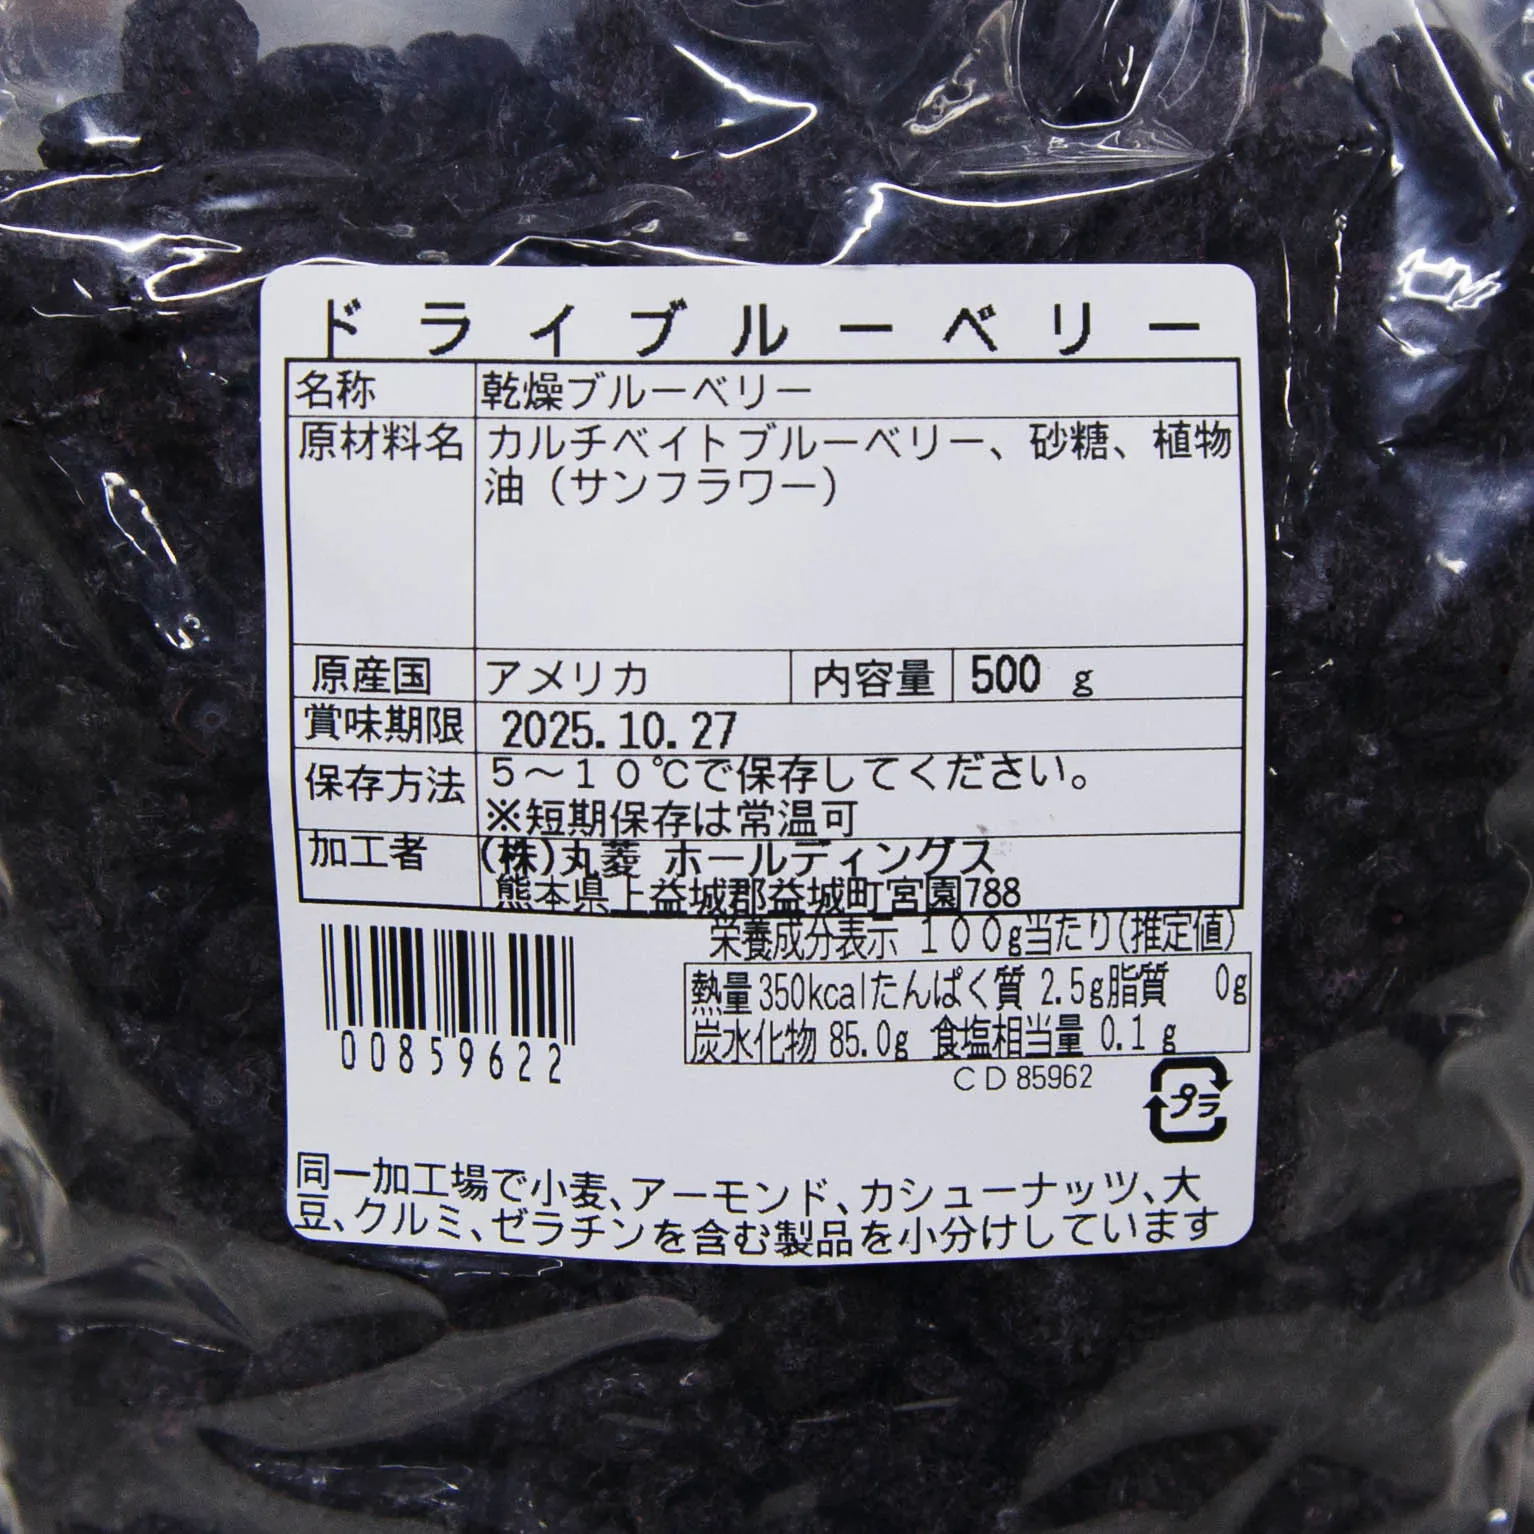 ドライブルーベリー
名称 乾燥ブルーベリー
原材料名 カルチベイトブルーベリー、砂糖、植物
油（サンフラワー）
原産国 アメリカ 内容量 500 g
賞味期限 2025.10.27
保存方法 5～10℃で保存してください。
※短期保存は常温可
加工者 (株)丸菱 ホールディングス
熊本県上益城郡益城町宮園788
栄養成分表示 100g当たり(推定値)
熱量350kcalたんぱく質 2.5g脂質 0g
炭水化物 85.0g 食塩相当量 0.1 g
00859622
CD85962
プラ
同一加工場で小麦、アーモンド、カシューナッツ、大
豆、クルミ、ゼラチンを含む製品を小分けしています